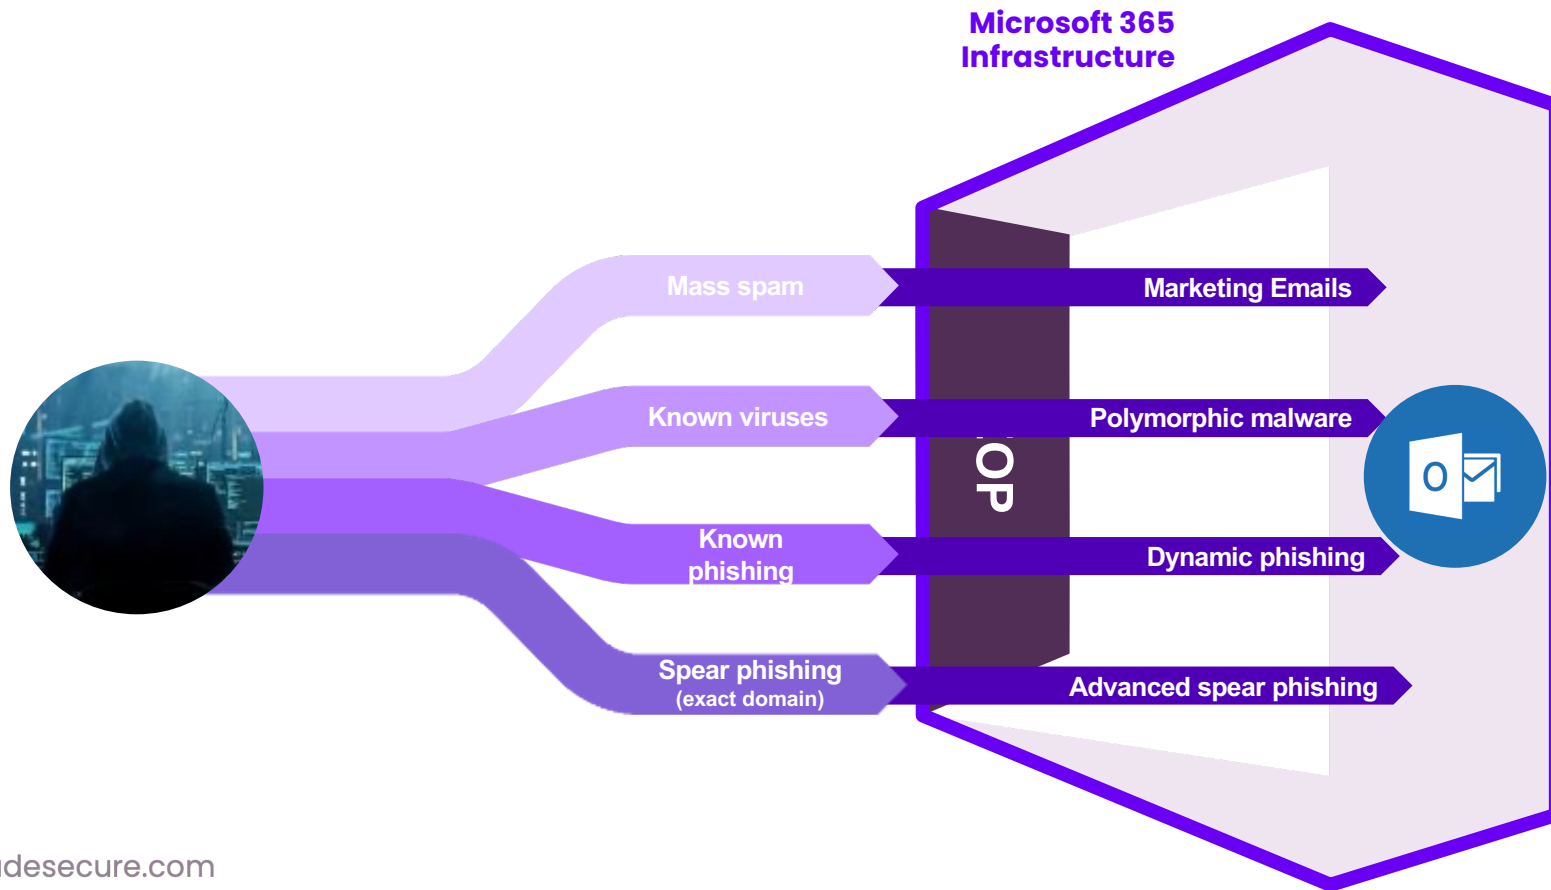 Microsoft 365
Infrastructure
Mass spam
Marketing Emails
Known viruses
Polymorphic malware
OP
Known
phishing
Dynamic phishing
Spear phishing
(exact domain)
Advanced spear phishing
desecure.com